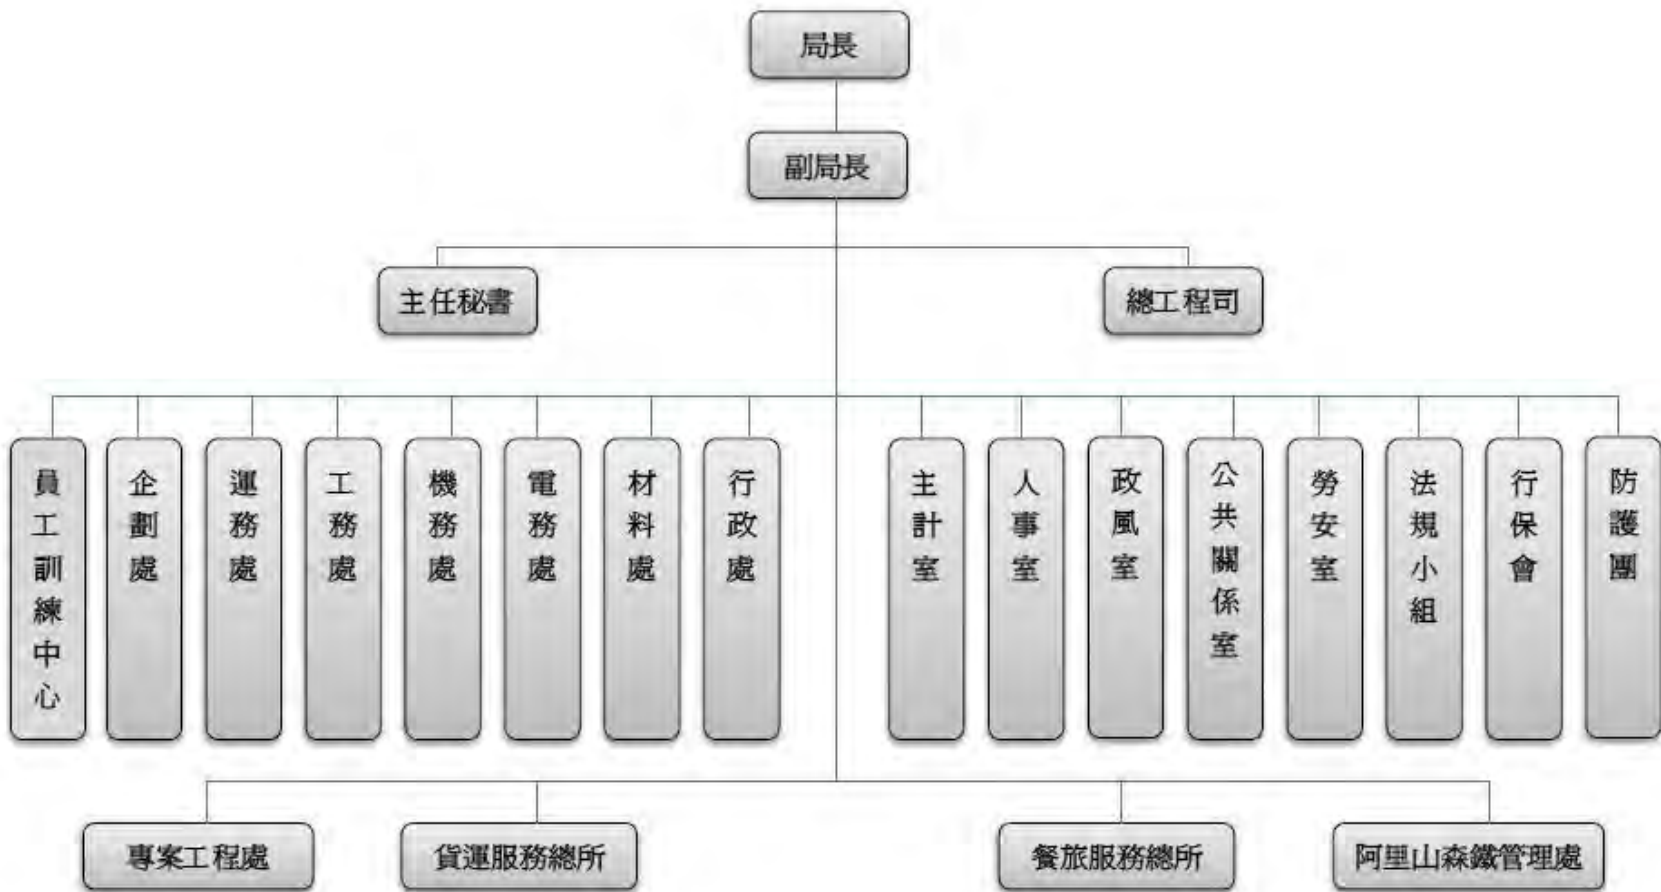 局長
副局長
主任秘書
總工程司
員工訓練中心
企劃處
運務處
工務處
機務處
電務處
材料處
行政處
主計室
人事室
政風室
公共關係室
勞安室
法規小組
行保會
防護團
專案工程處
貨運服務總所
餐旅服務總所
阿里山森鐵管理處